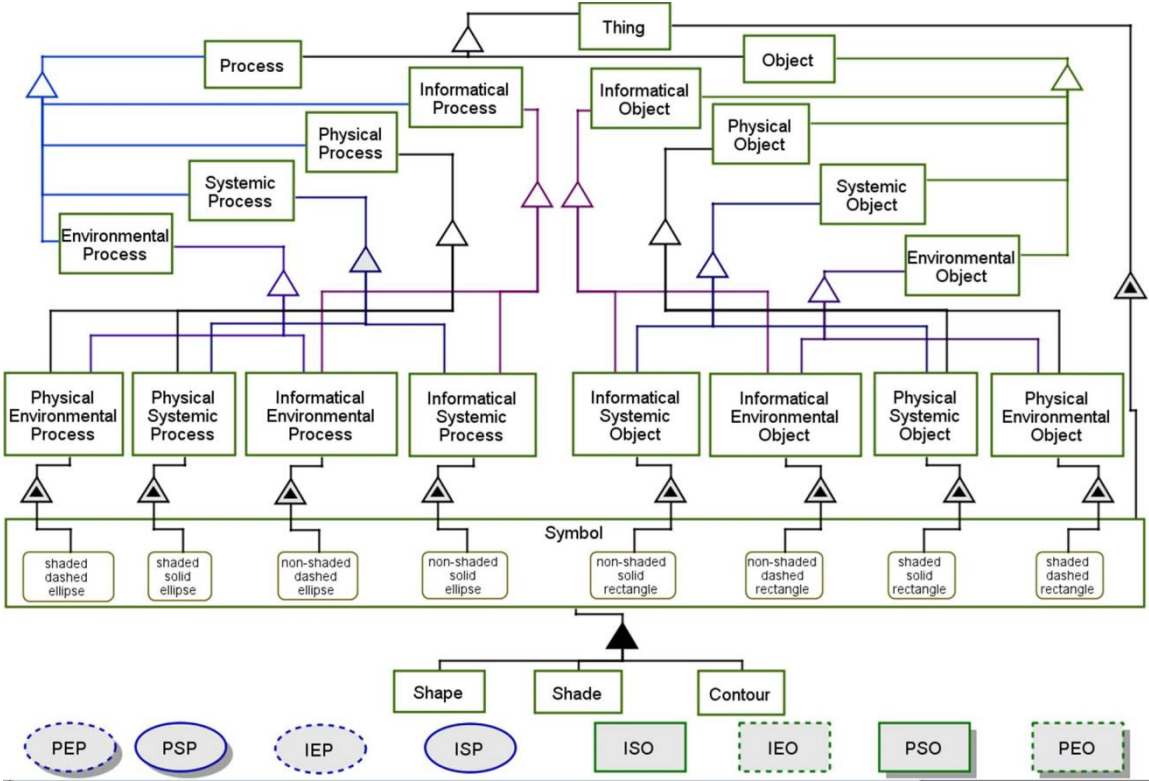 Thing
Process
Object
Informatical
Process
Informatical
Object
Physical
Process
Physical
Object
Systemic
Process
Systemic
Object
Environmental
Process
Environmental
Object
Physical
Environmental
Process
Physical
Systemic
Process
Informatical
Environmental
Process
Informatical
Systemic
Process
Informatical
Systemic
Object
Informatical
Environmental
Object
Physical
Systemic
Object
Physical
Environmental
Object
Symbol
shaded
dashed
ellipse
shaded
solid
ellipse
non-shaded
dashed
ellipse
non-shaded
solid
ellipse
non-shaded
solid
rectangle
non-shaded
dashed
rectangle
shaded
solid
rectangle
shaded
dashed
rectangle
Shape
Shade
Contour
PEP
PSP
IEP
ISP
ISO
IEO
PSO
PEO